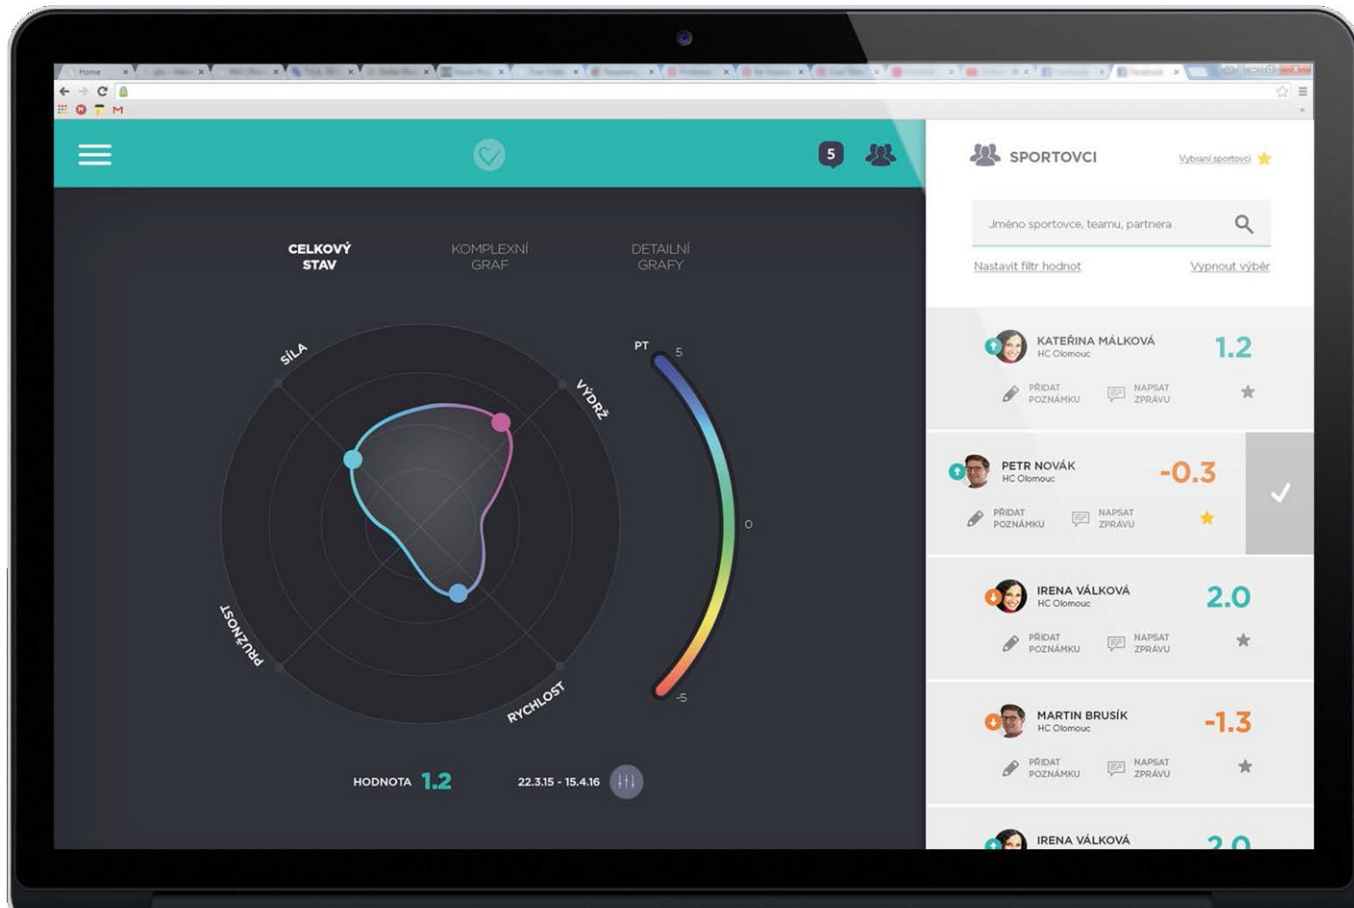 Home
5
SPORTOVCI
Vybraní sportovci
Jméno sportovce, teamu, partnera
Nastavit filtr hodnot
Vypnout výběr
CELKOVÝ
STAV
KOMPLEXNÍ
GRAF
DETAILNÍ
GRAFY
SÍLA
VÝDRŽ
PRUŽNOST
RYCHLOST
PT
5
0
-5
HODNOTA 1.2
22.3.15 - 15.4.16
KATEŘINA MÁLKOVÁ
HC Olomouc
1.2
PŘIDAT
POZNÁMKU
NAPSAT
ZPRÁVU
PETR NOVÁK
HC Olomouc
-0.3
PŘIDAT
POZNÁMKU
NAPSAT
ZPRÁVU
IRENA VÁLKOVÁ
HC Olomouc
2.0
PŘIDAT
POZNÁMKU
NAPSAT
ZPRÁVU
MARTIN BRUSÍK
HC Olomouc
-1.3
PŘIDAT
POZNÁMKU
NAPSAT
ZPRÁVU
IRENA VÁLKOVÁ
2.0